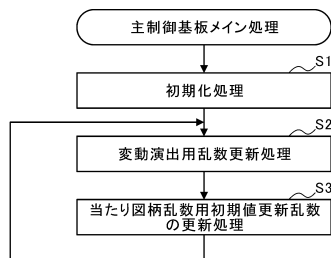 主制御基板メイン処理
S1
初期化処理
S2
変動演出用乱数更新処理
S3
当たり図柄乱数用初期値更新乱数
の更新処理